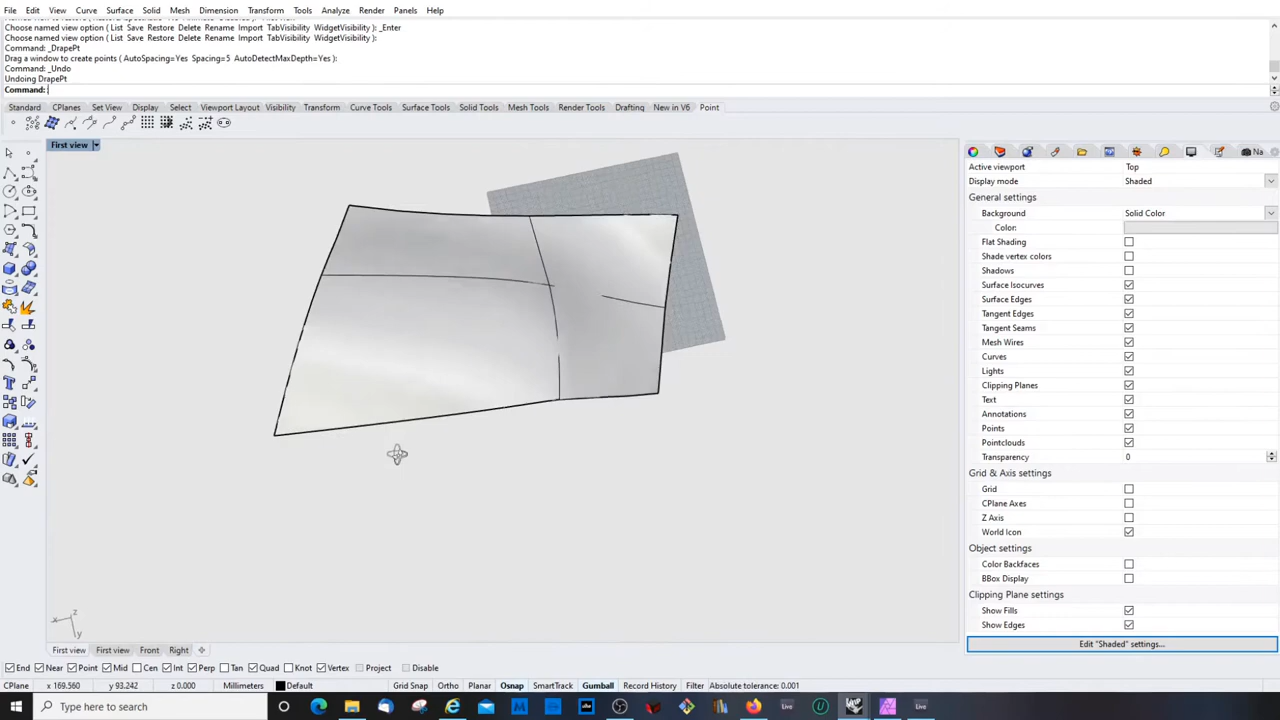 File Edit View Curve Surface Solid Mesh Dimension Transform Tools Analyze Render Panels Help
Choose named view option ( List Save Restore Delete Rename Import TabVisibility WidgetVisibility ): _Enter
Choose named view option ( List Save Restore Delete Rename Import TabVisibility WidgetVisibility ):
Command: _DrapePt
Drag a window to create points ( AutoSpacing=Yes Spacing=5 AutoDetectMaxDepth=Yes ):
Command: _Undo
Undoing DrapePt
Command:
Standard CPlanes Set View Display Select Viewport Layout Visibility Transform Curve Tools Surface Tools Solid Tools Mesh Tools Render Tools Drafting New in V6 Point
First view
Na
Active viewport Top
Display mode Shaded
General settings
Background Solid Color
Color:
Flat Shading
Shade vertex colors
Shadows
Surface Isocurves
Surface Edges
Tangent Edges
Tangent Seams
Mesh Wires
Curves
Lights
Clipping Planes
Text
Annotations
Points
Pointclouds
Transparency 0
Grid & Axis settings
Grid
CPlane Axes
Z Axis
World Icon
Object settings
Color Backfaces
BBox Display
Clipping Plane settings
Show Fills
Show Edges
Edit "Shaded" settings...
z
x
y
First view First view Front Right
End Near Point Mid Cen Int Perp Tan Quad Knot Vertex Project Disable
CPlane x 169.560 y 93.242 z 0.000 Millimeters Default Grid Snap Ortho Planar Osnap SmartTrack Gumball Record History Filter Absolute tolerance: 0.001
Type here to search
Live
Live